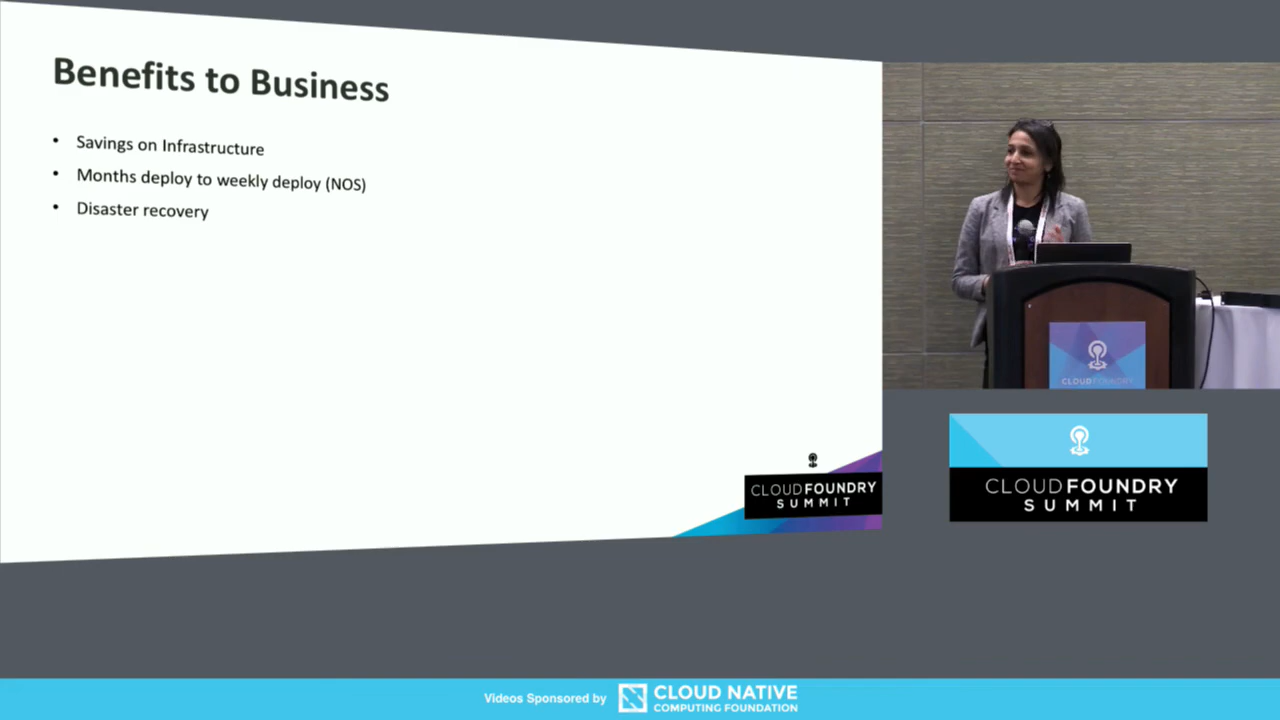 Benefits to Business
• Savings on Infrastructure
• Months deploy to weekly deploy (NOS)
• Disaster recovery
CLOUDFOUNDRY
SUMMIT
CLOUDFOUNDRY
CLOUDFOUNDRY
SUMMIT
Videos Sponsored by
CLOUD NATIVE
COMPUTING FOUNDATION